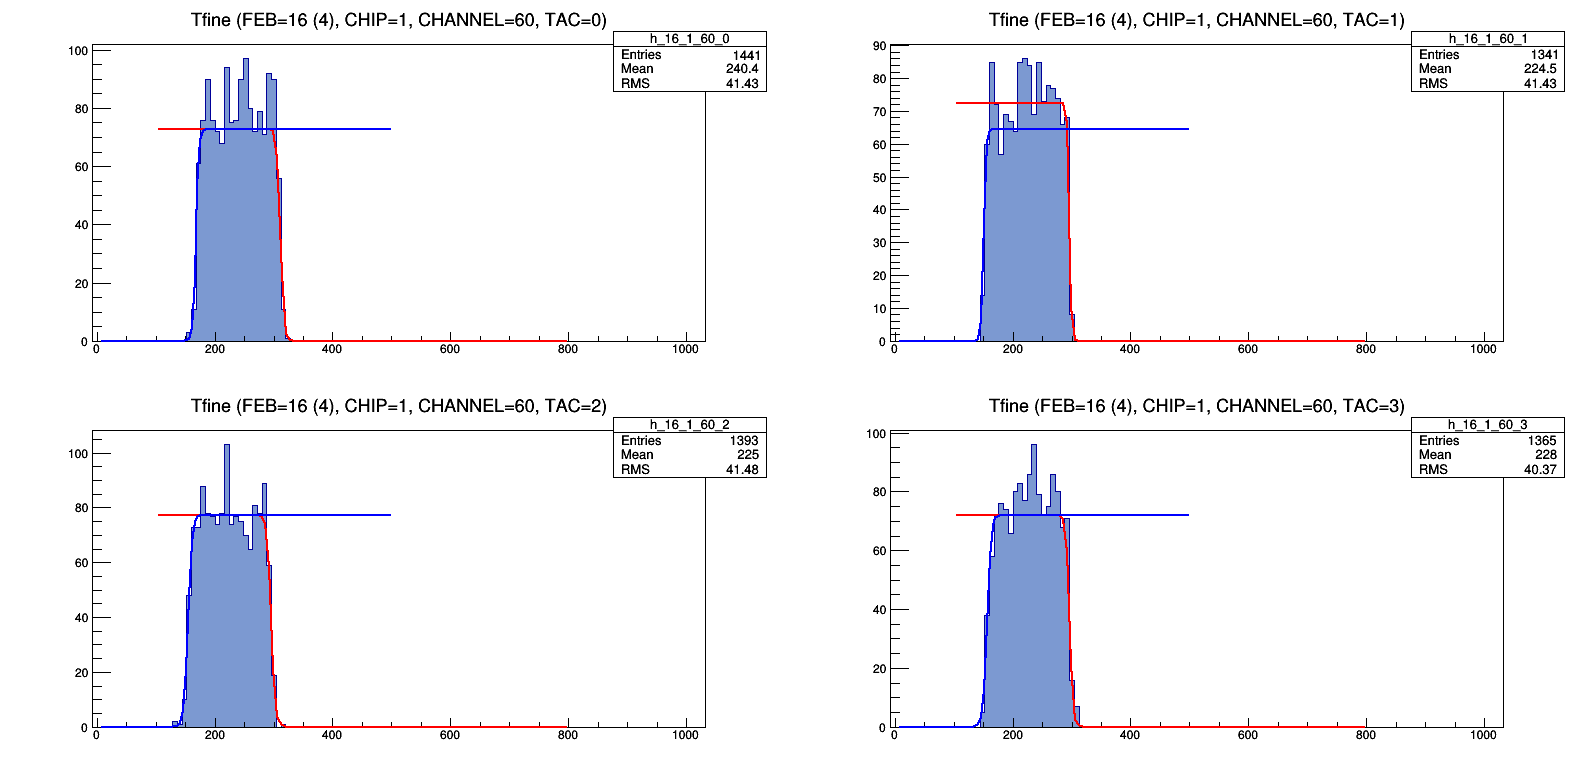 Tfine (FEB=16 (4), CHIP=1, CHANNEL=60, TAC=0)
h_16_1_60_0
Entries 1441
Mean 240.4
RMS 41.43
100
80
60
40
20
0
0 200 400 600 800 1000
Tfine (FEB=16 (4), CHIP=1, CHANNEL=60, TAC=1)
h_16_1_60_1
Entries 1341
Mean 224.5
RMS 41.43
90
80
70
60
50
40
30
20
10
0
0 200 400 600 800 1000
Tfine (FEB=16 (4), CHIP=1, CHANNEL=60, TAC=2)
h_16_1_60_2
Entries 1393
Mean 225
RMS 41.48
100
80
60
40
20
0
0 200 400 600 800 1000
Tfine (FEB=16 (4), CHIP=1, CHANNEL=60, TAC=3)
h_16_1_60_3
Entries 1365
Mean 228
RMS 40.37
100
80
60
40
20
0
0 200 400 600 800 1000